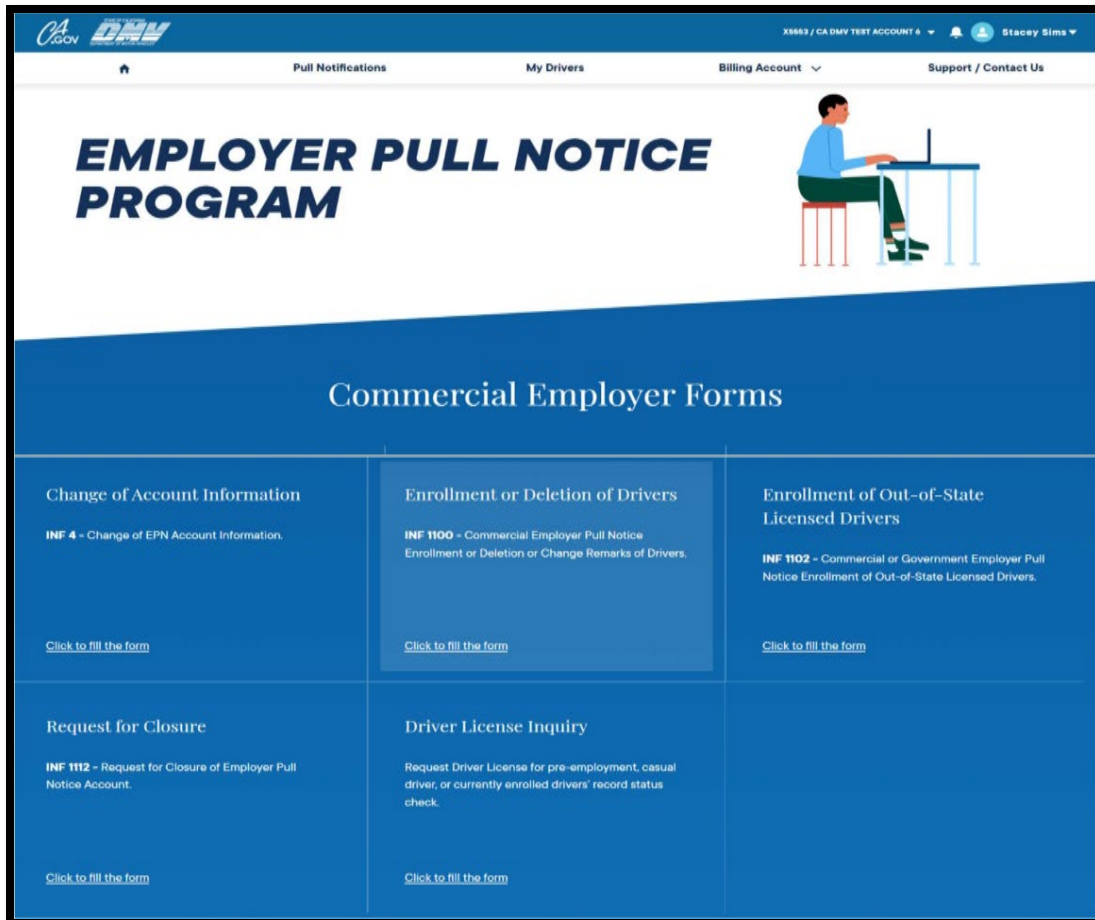 CA.GOV
STATE OF CALIFORNIA
DMV
DEPARTMENT OF MOTOR VEHICLES
X5553 / CA DMV TEST ACCOUNT 6
Stacey Sims
Pull Notifications
My Drivers
Billing Account
Support / Contact Us
EMPLOYER PULL NOTICE
PROGRAM
Commercial Employer Forms
Change of Account Information
INF 4 - Change of EPN Account Information.
Click to fill the form
Enrollment or Deletion of Drivers
INF 1100 - Commercial Employer Pull Notice
Enrollment or Deletion or Change Remarks of Drivers.
Click to fill the form
Enrollment of Out-of-State
Licensed Drivers
INF 1102 - Commercial or Government Employer Pull
Notice Enrollment of Out-of-State Licensed Drivers.
Click to fill the form
Request for Closure
INF 1112 - Request for Closure of Employer Pull
Notice Account.
Click to fill the form
Driver License Inquiry
Request Driver License for pre-employment, casual
driver, or currently enrolled drivers' record status
check.
Click to fill the form